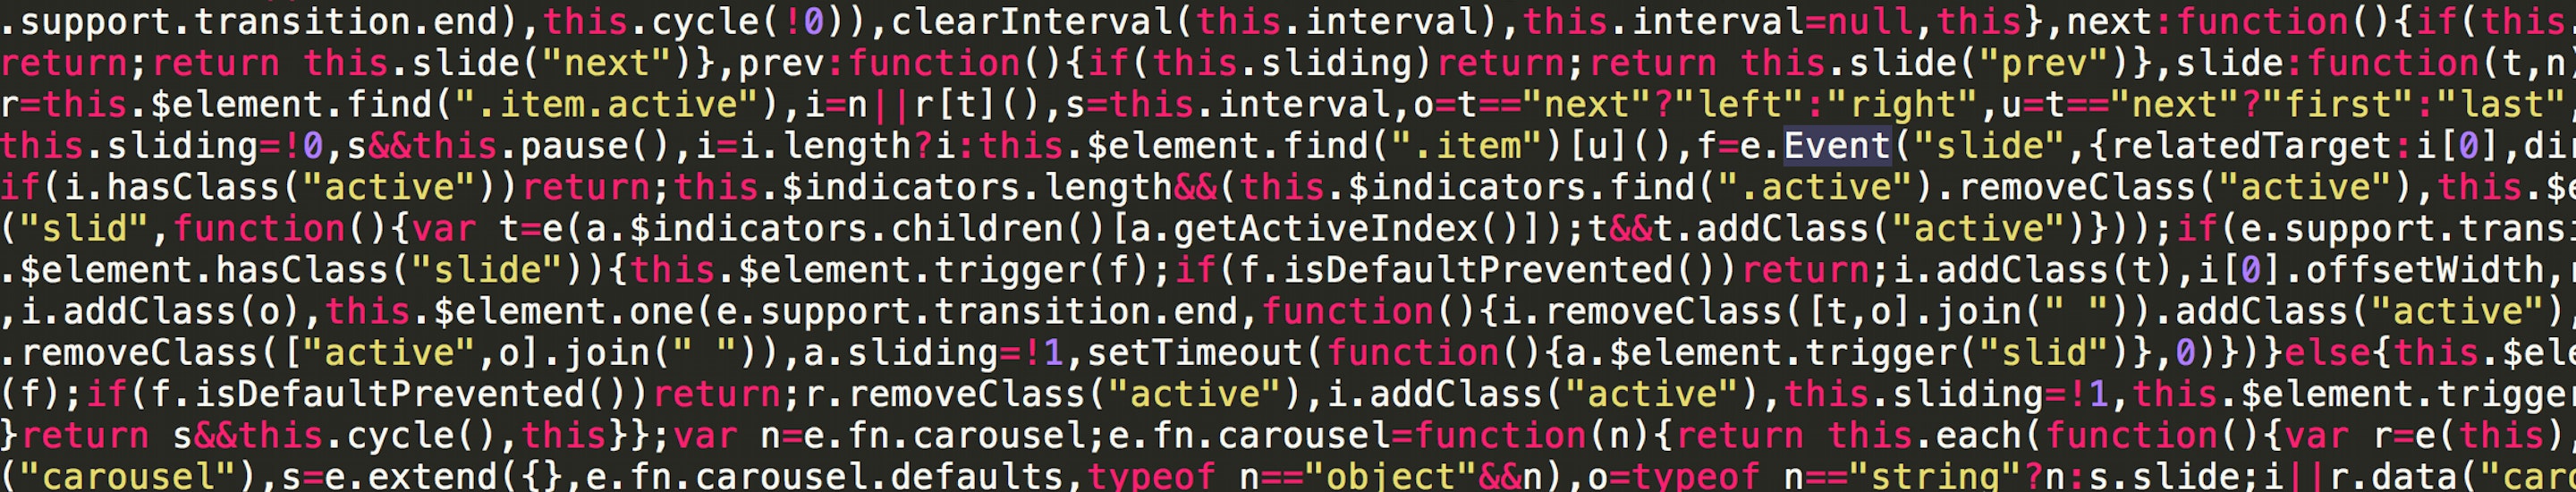 .support.transition.end),this.cycle(!0)),clearInterval(this.interval),this.interval=null,this},next:function(){if(this.
return;return this.slide("next")},prev:function(){if(this.sliding)return;return this.slide("prev")},slide:function(t,n)
r=this.$element.find(".item.active"),i=n||r[t](),s=this.interval,o=t=="next"?"left":"right",u=t=="next"?"first":"last",
this.sliding=!0,s&&this.pause(),i=i.length?i:this.$element.find(".item")[u](),f=e.Event("slide",{relatedTarget:i[0],dir
if(i.hasClass("active"))return;this.$indicators.length&&(this.$indicators.find(".active").removeClass("active"),this.$e
("slid",function(){var t=e(a.$indicators.children()[a.getActiveIndex()]);t&&t.addClass("active")}));if(e.support.transi
.$element.hasClass("slide")){this.$element.trigger(f);if(f.isDefaultPrevented())return;i.addClass(t),i[0].offsetWidth,
,i.addClass(o),this.$element.one(e.support.transition.end,function(){i.removeClass([t,o].join(" ")).addClass("active"),
.removeClass(["active",o].join(" ")),a.sliding=!1,setTimeout(function(){a.$element.trigger("slid")},0)})}else{this.$ele
(f);if(f.isDefaultPrevented())return;r.removeClass("active"),i.addClass("active"),this.sliding=!1,this.$element.trigge
}return s&&this.cycle(),this}};var n=e.fn.carousel;e.fn.carousel=function(n){return this.each(function(){var r=e(this),
("carousel"),s=e.extend({},e.fn.carousel.defaults,typeof n=="object"&&n),o=typeof n=="string"?n:s.slide;i||r.data("car